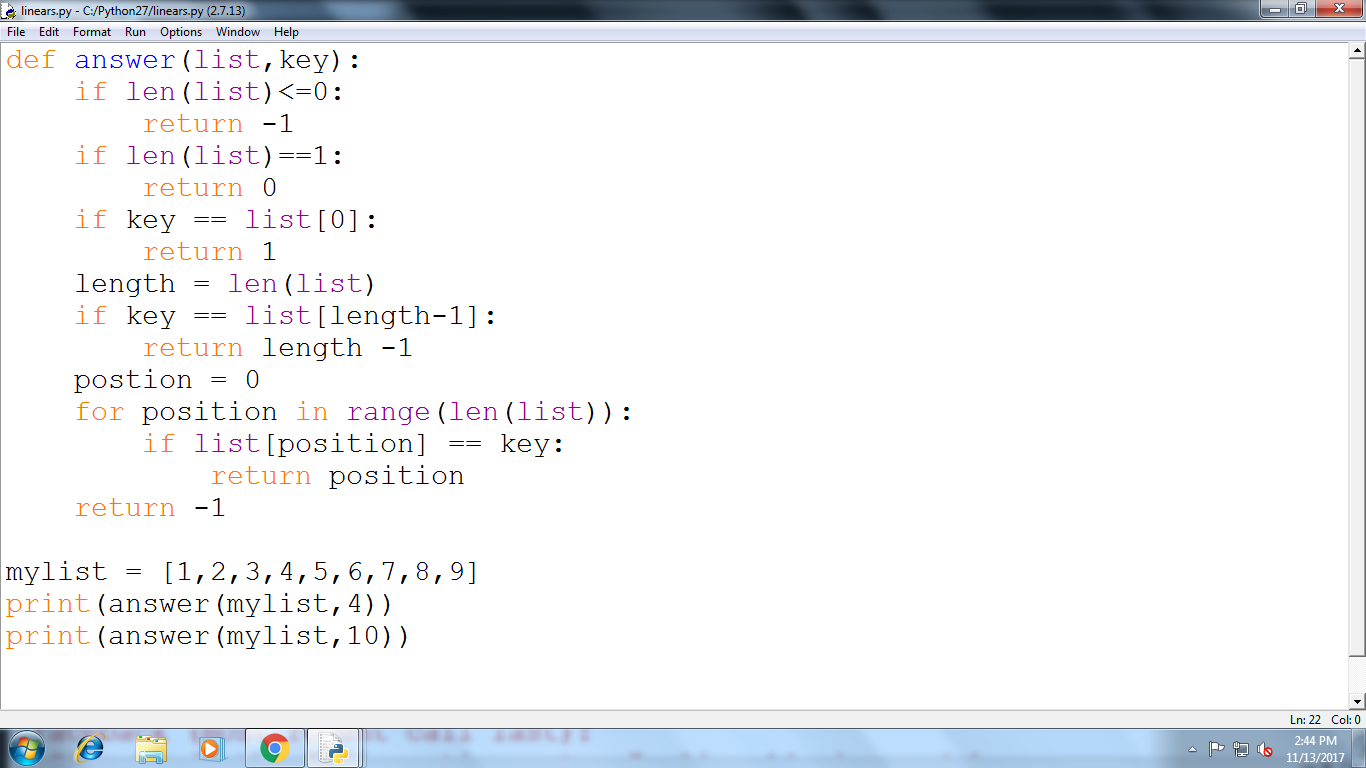 linears.py - C:/Python27/linears.py (2.7.13)
File Edit Format Run Options Window Help
def answer(list,key):
    if len(list)<=0:
        return -1
    if len(list)==1:
        return 0
    if key == list[0]:
        return 1
    length = len(list)
    if key == list[length-1]:
        return length -1
    postion = 0
    for position in range(len(list)):
        if list[position] == key:
            return position
    return -1

mylist = [1,2,3,4,5,6,7,8,9]
print(answer(mylist,4))
print(answer(mylist,10))
Ln: 22 Col: 0
2:44 PM
11/13/2017